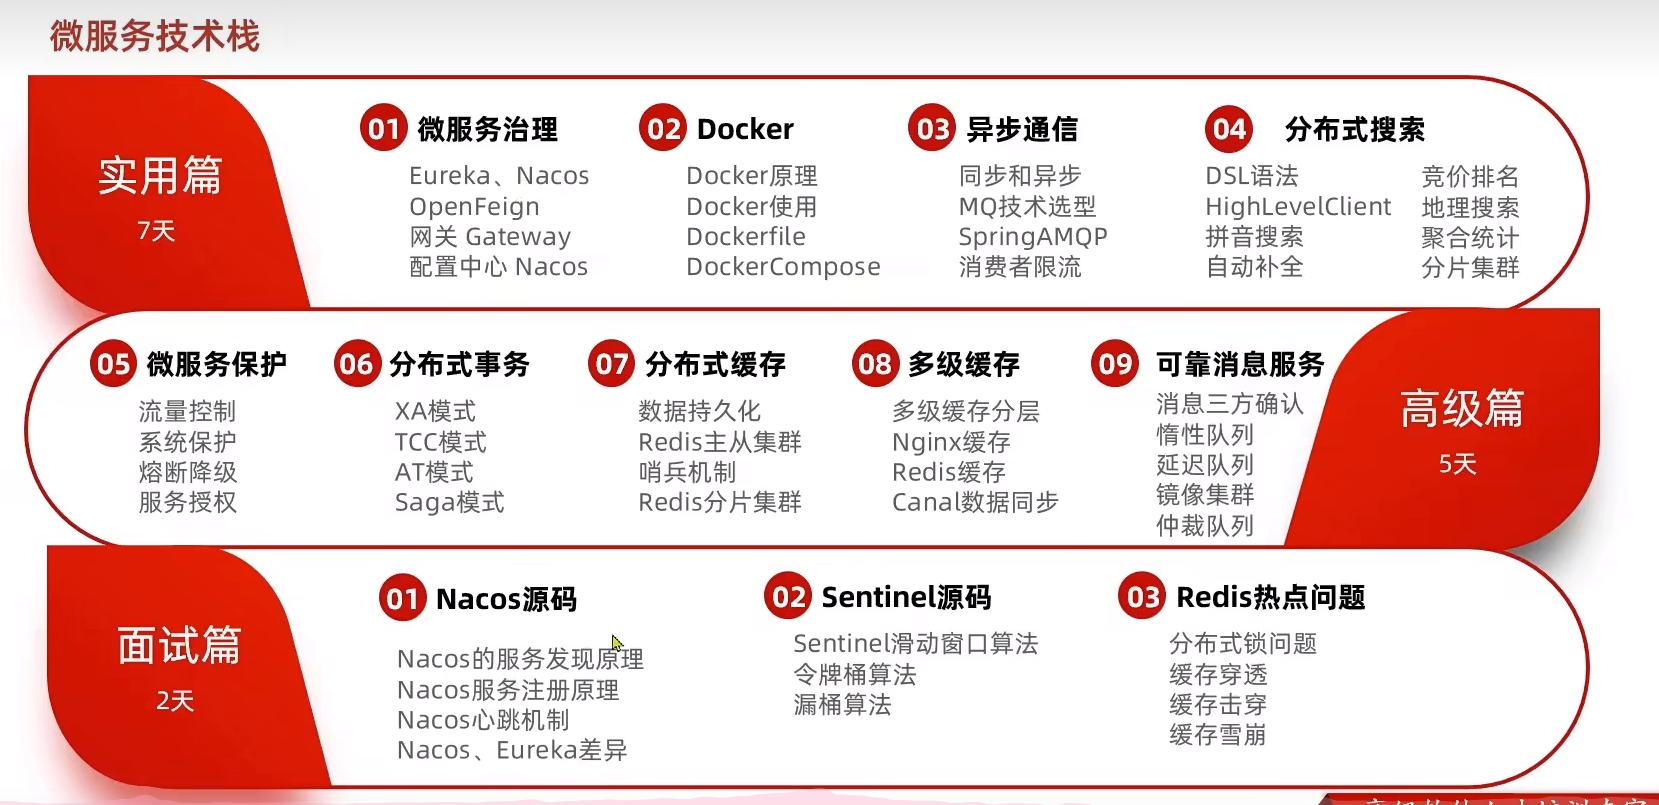 微服务技术栈
实用篇
7天
01 微服务治理
Eureka、Nacos
OpenFeign
网关 Gateway
配置中心 Nacos
02 Docker
Docker原理
Docker使用
Dockerfile
DockerCompose
03 异步通信
同步和异步
MQ技术选型
SpringAMQP
消费者限流
04 分布式搜索
DSL语法
HighLevelClient
拼音搜索
自动补全
竞价排名
地理搜索
聚合统计
分片集群
05 微服务保护
流量控制
系统保护
熔断降级
服务授权
06 分布式事务
XA模式
TCC模式
AT模式
Saga模式
07 分布式缓存
数据持久化
Redis主从集群
哨兵机制
Redis分片集群
08 多级缓存
多级缓存分层
Nginx缓存
Redis缓存
Canal数据同步
09 可靠消息服务
消息三方确认
惰性队列
延迟队列
镜像集群
仲裁队列
高级篇
5天
面试篇
2天
01 Nacos源码
Nacos的服务发现原理
Nacos服务注册原理
Nacos心跳机制
Nacos、Eureka差异
02 Sentinel源码
Sentinel滑动窗口算法
令牌桶算法
漏桶算法
03 Redis热点问题
分布式锁问题
缓存穿透
缓存击穿
缓存雪崩